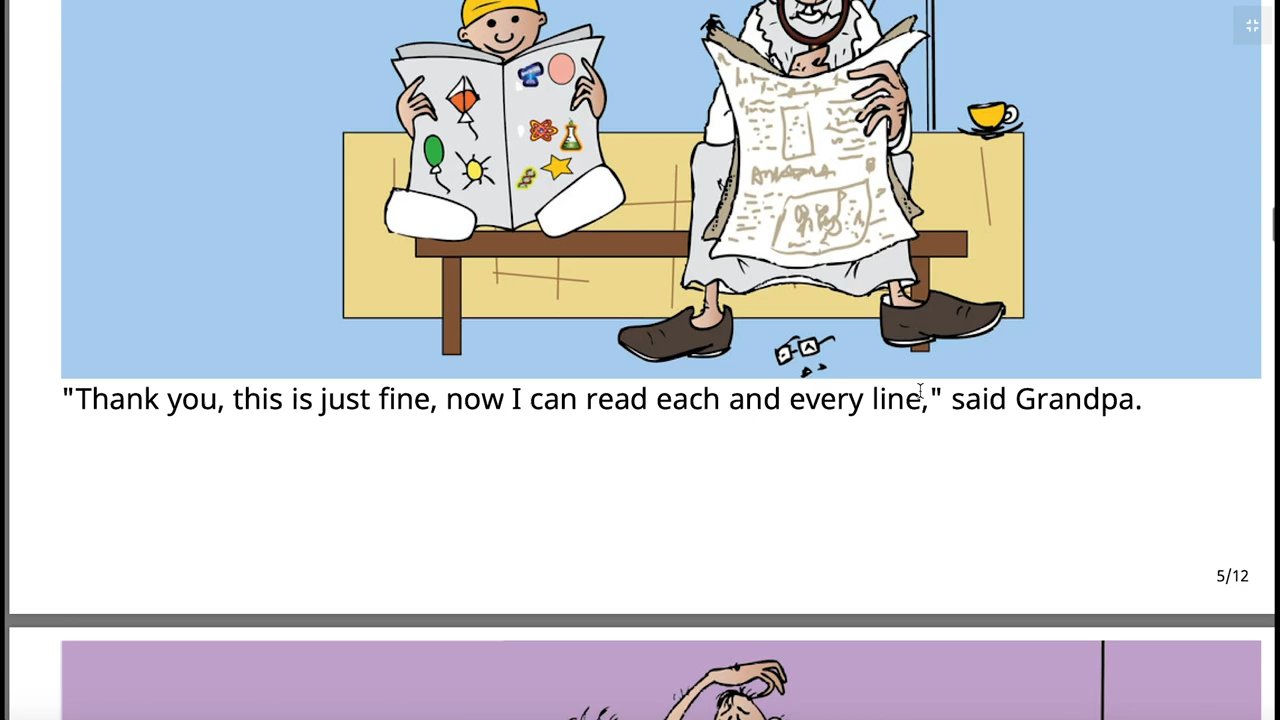 "Thank you, this is just fine, now I can read each and every line," said Grandpa.
5/12